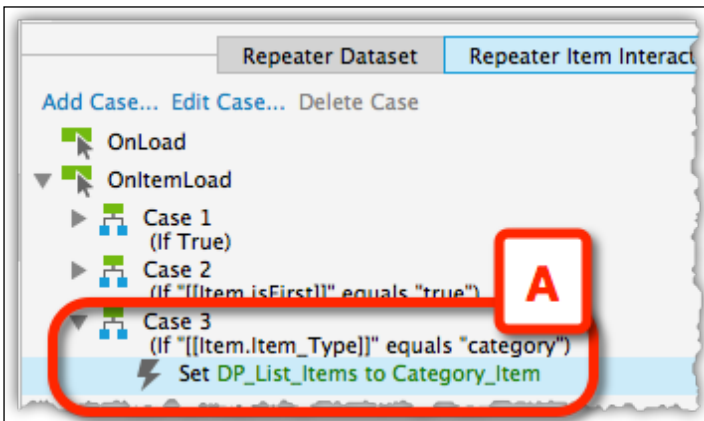 Repeater Dataset
Repeater Item Interact
Add Case... Edit Case... Delete Case
OnLoad
OnItemLoad
Case 1
(If True)
Case 2
(If "[[Item.isFirst]]" equals "true")
A
Case 3
(If "[[Item.Item_Type]]" equals "category")
Set DP_List_Items to Category_Item